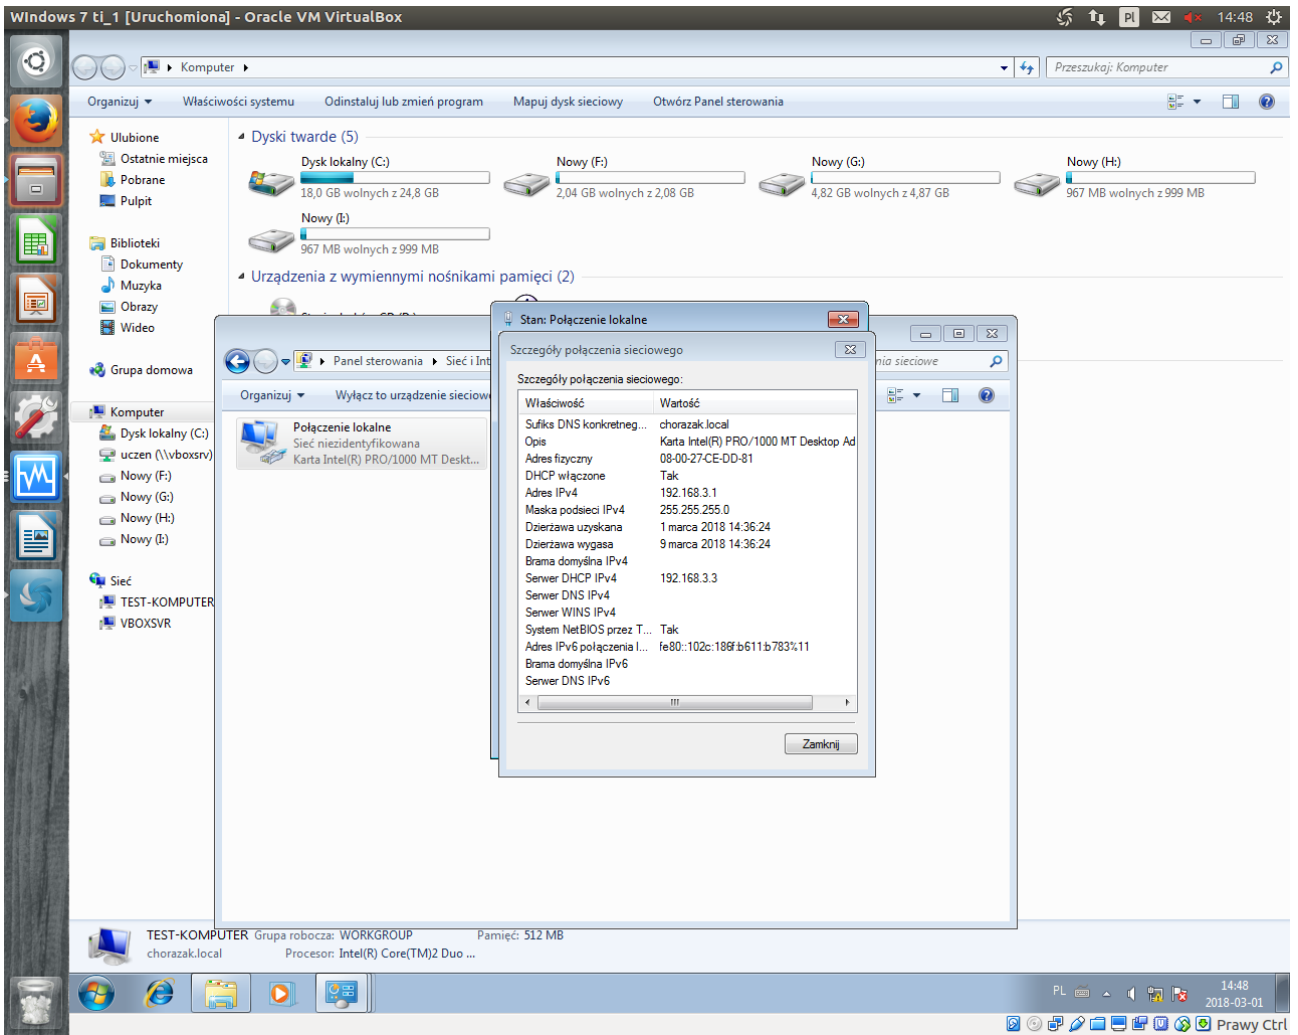 WIndows 7 ti_1 [Uruchomiona] - Oracle VM VirtualBox
Pl
14:48
Komputer
Przeszukaj: Komputer
Organizuj
Właściwości systemu
Odinstaluj lub zmień program
Mapuj dysk sieciowy
Otwórz Panel sterowania
Ulubione
Ostatnie miejsca
Pobrane
Pulpit
Biblioteki
Dokumenty
Muzyka
Obrazy
Wideo
Grupa domowa
Komputer
Dysk lokalny (C:)
uczen (\\vboxsrv)
Nowy (F:)
Nowy (G:)
Nowy (H:)
Nowy (I:)
Sieć
TEST-KOMPUTER
VBOXSVR
Dyski twarde (5)
Dysk lokalny (C:)
18,0 GB wolnych z 24,8 GB
Nowy (F:)
2,04 GB wolnych z 2,08 GB
Nowy (G:)
4,82 GB wolnych z 4,87 GB
Nowy (H:)
967 MB wolnych z 999 MB
Nowy (I:)
967 MB wolnych z 999 MB
Urządzenia z wymiennymi nośnikami pamięci (2)
Panel sterowania
Sieć i Int
nia sieciowe
Organizuj
Wyłącz to urządzenie sieciow
Połączenie lokalne
Sieć niezidentyfikowana
Karta Intel(R) PRO/1000 MT Deskt...
Stan: Połączenie lokalne
Szczegóły połączenia sieciowego
Szczegóły połączenia sieciowego:
Właściwość Wartość
Sufiks DNS konkretneg... chorazak.local
Opis Karta Intel(R) PRO/1000 MT Desktop Ad
Adres fizyczny 08-00-27-CE-DD-81
DHCP włączone Tak
Adres IPv4 192.168.3.1
Maska podsieci IPv4 255.255.255.0
Dzierżawa uzyskana 1 marca 2018 14:36:24
Dzierżawa wygasa 9 marca 2018 14:36:24
Brama domyślna IPv4
Serwer DHCP IPv4 192.168.3.3
Serwer DNS IPv4
Serwer WINS IPv4
System NetBIOS przez T... Tak
Adres IPv6 połączenia l... fe80::102c:186f:b611:b783%11
Brama domyślna IPv6
Serwer DNS IPv6
Zamknij
TEST-KOMPUTER Grupa robocza: WORKGROUP Pamięć: 512 MB
chorazak.local Procesor: Intel(R) Core(TM)2 Duo ...
PL
14:48
2018-03-01
Prawy Ctrl